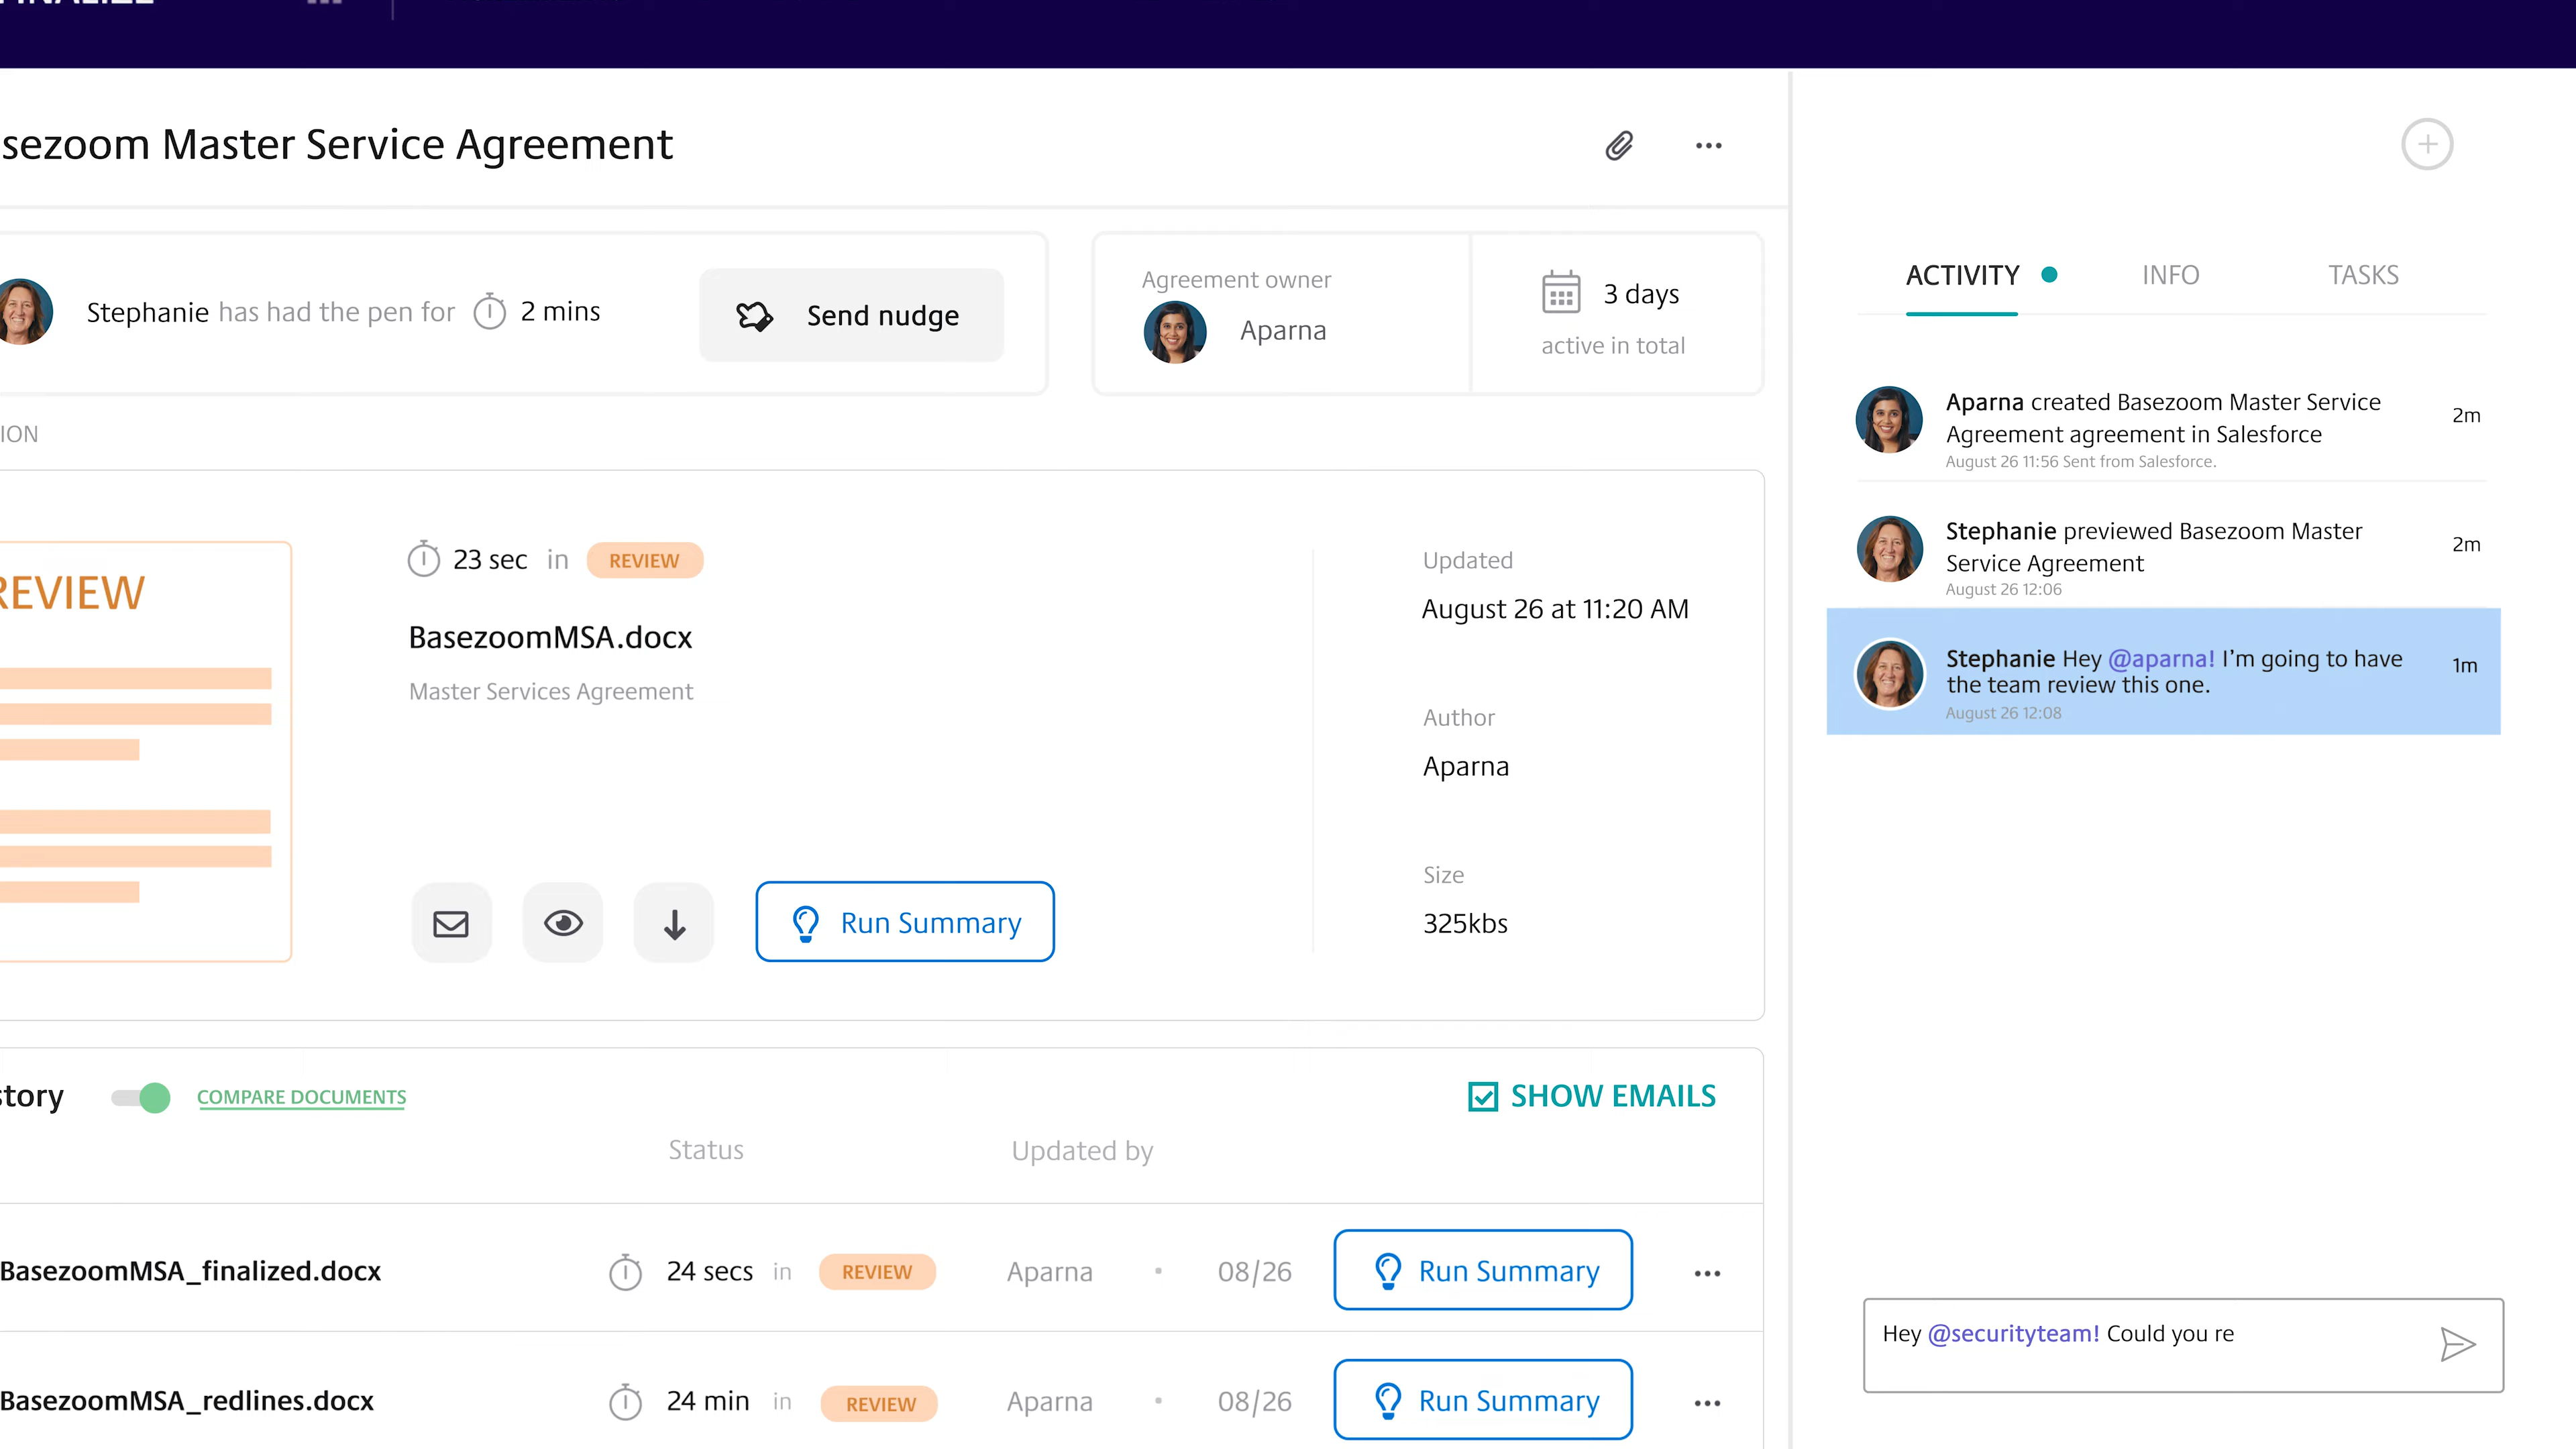 FINALIZE
sezoom Master Service Agreement
Stephanie has had the pen for 2 mins
Send nudge
Agreement owner
Aparna
3 days
active in total
ION
REVIEW
23 sec in REVIEW
BasezoomMSA.docx
Master Services Agreement
Run Summary
Updated
August 26 at 11:20 AM
Author
Aparna
Size
325kbs
story
COMPARE DOCUMENTS
SHOW EMAILS
Status
Updated by
BasezoomMSA_finalized.docx
24 secs in REVIEW
Aparna • 08/26
Run Summary
BasezoomMSA_redlines.docx
24 min in REVIEW
Aparna • 08/26
Run Summary
ACTIVITY
INFO
TASKS
Aparna created Basezoom Master Service
Agreement agreement in Salesforce
August 26 11:56 Sent from Salesforce.
2m
Stephanie previewed Basezoom Master
Service Agreement
August 26 12:06
2m
Stephanie Hey @aparna! I’m going to have
the team review this one.
August 26 12:08
1m
Hey @securityteam! Could you re